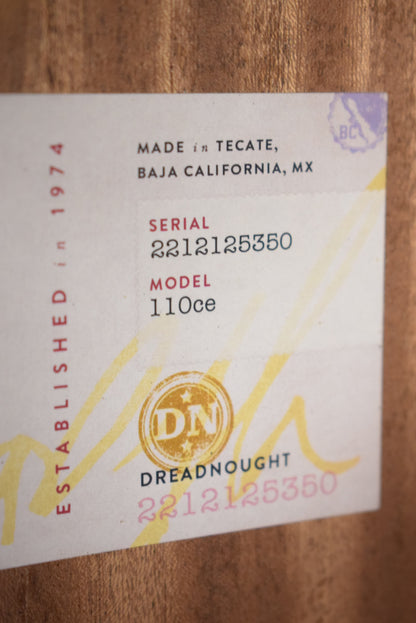 ESTABLISHED in 1974
MADE in TECATE,
BAJA CALIFORNIA, MX
BC
SERIAL
2212125350
MODEL
110ce
DN
DREADNOUGHT
2212125350